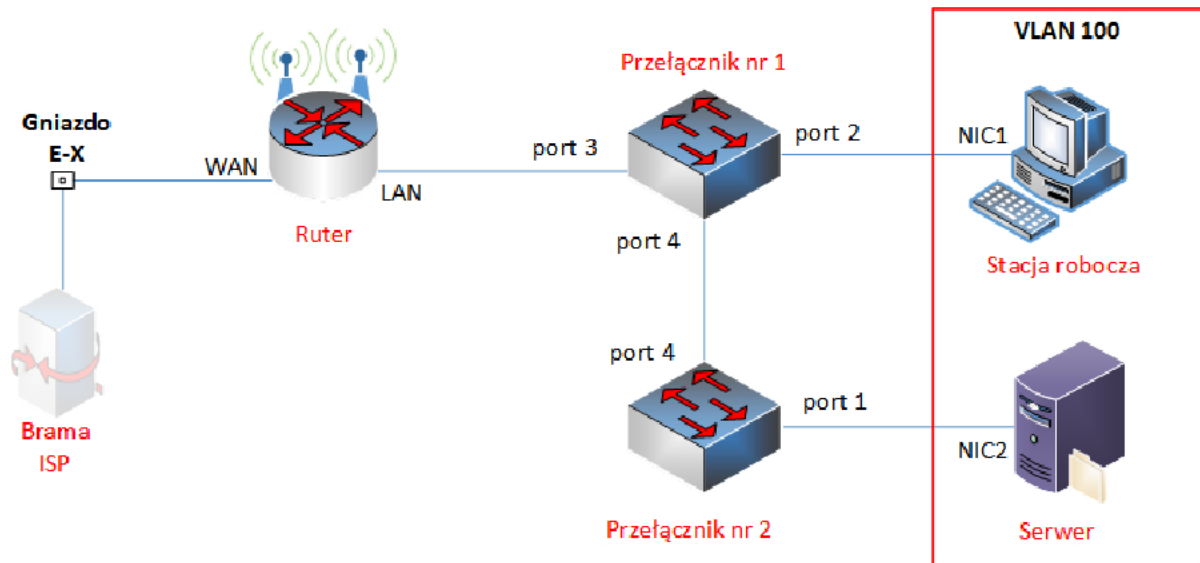 VLAN 100
Przełącznik nr 1
Gniazdo
E-X
WAN
LAN
port 3
port 2
NIC1
Ruter
port 4
Stacja robocza
port 4
port 1
NIC2
Brama
ISP
Przełącznik nr 2
Serwer